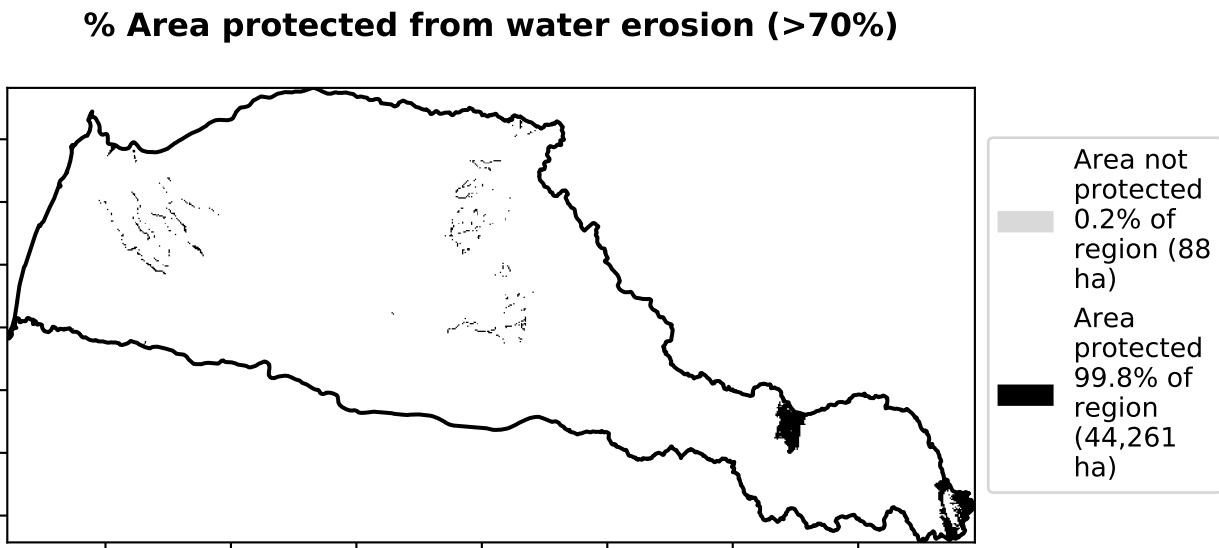 % Area protected from water erosion (>70%)
Area not
protected
0.2% of
region (88
ha)
Area
protected
99.8% of
region
(44,261
ha)